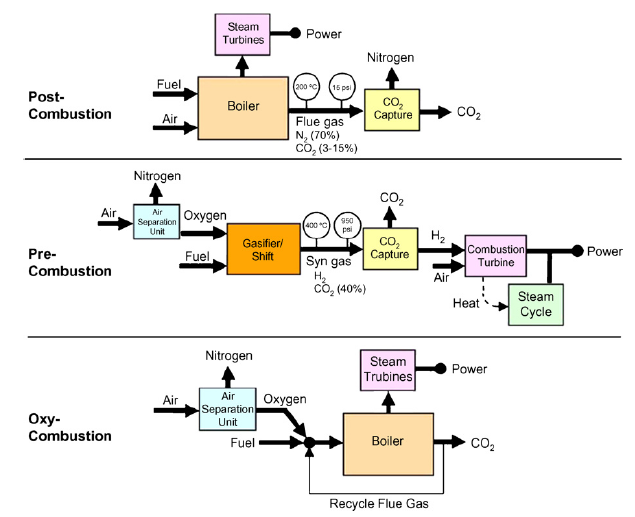 Steam
Turbines
Power
Post-
Combustion
Fuel
Air
Boiler
200 ºC
15 psi
Flue gas
N2 (70%)
CO2 (3-15%)
Nitrogen
CO2
Capture
CO2
Pre-
Combustion
Nitrogen
Air
Air
Separation
Unit
Oxygen
Fuel
Gasifier/
Shift
400 ºC
950
psi
Syn gas
H2
CO2 (40%)
CO2
CO2
Capture
H2
Air
Combustion
Turbine
Power
Heat
Steam
Cycle
Oxy-
Combustion
Nitrogen
Air
Air
Separation
Unit
Oxygen
Fuel
Steam
Trubines
Power
Boiler
CO2
Recycle Flue Gas